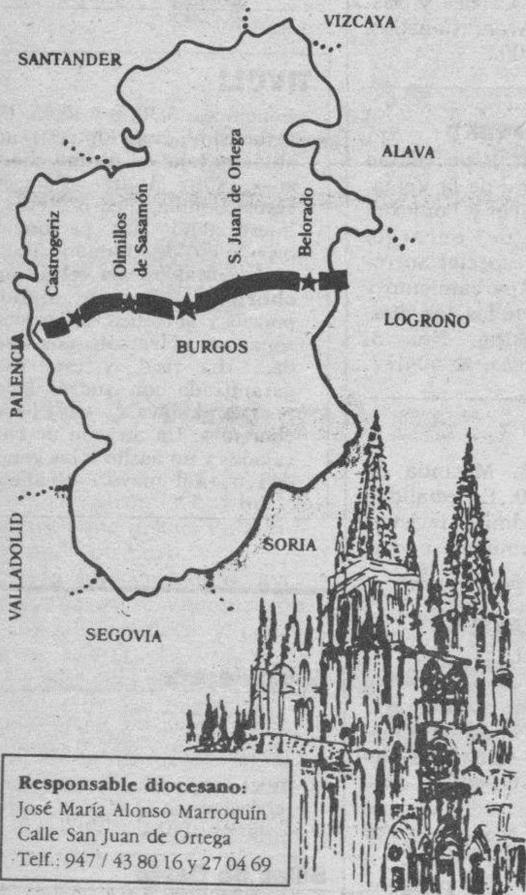 VIZCAYA
SANTANDER
ALAVA
Castrogeriz
Olmillos
de Sasamón
S. Juan de Ortega
Belorado
LOGROÑO
BURGOS
PALENCIA
VALLADOLID
SORIA
SEGOVIA
Responsable diocesano:
José María Alonso Marroquín
Calle San Juan de Ortega
Telf.: 947 / 43 80 16 y 27 04 69